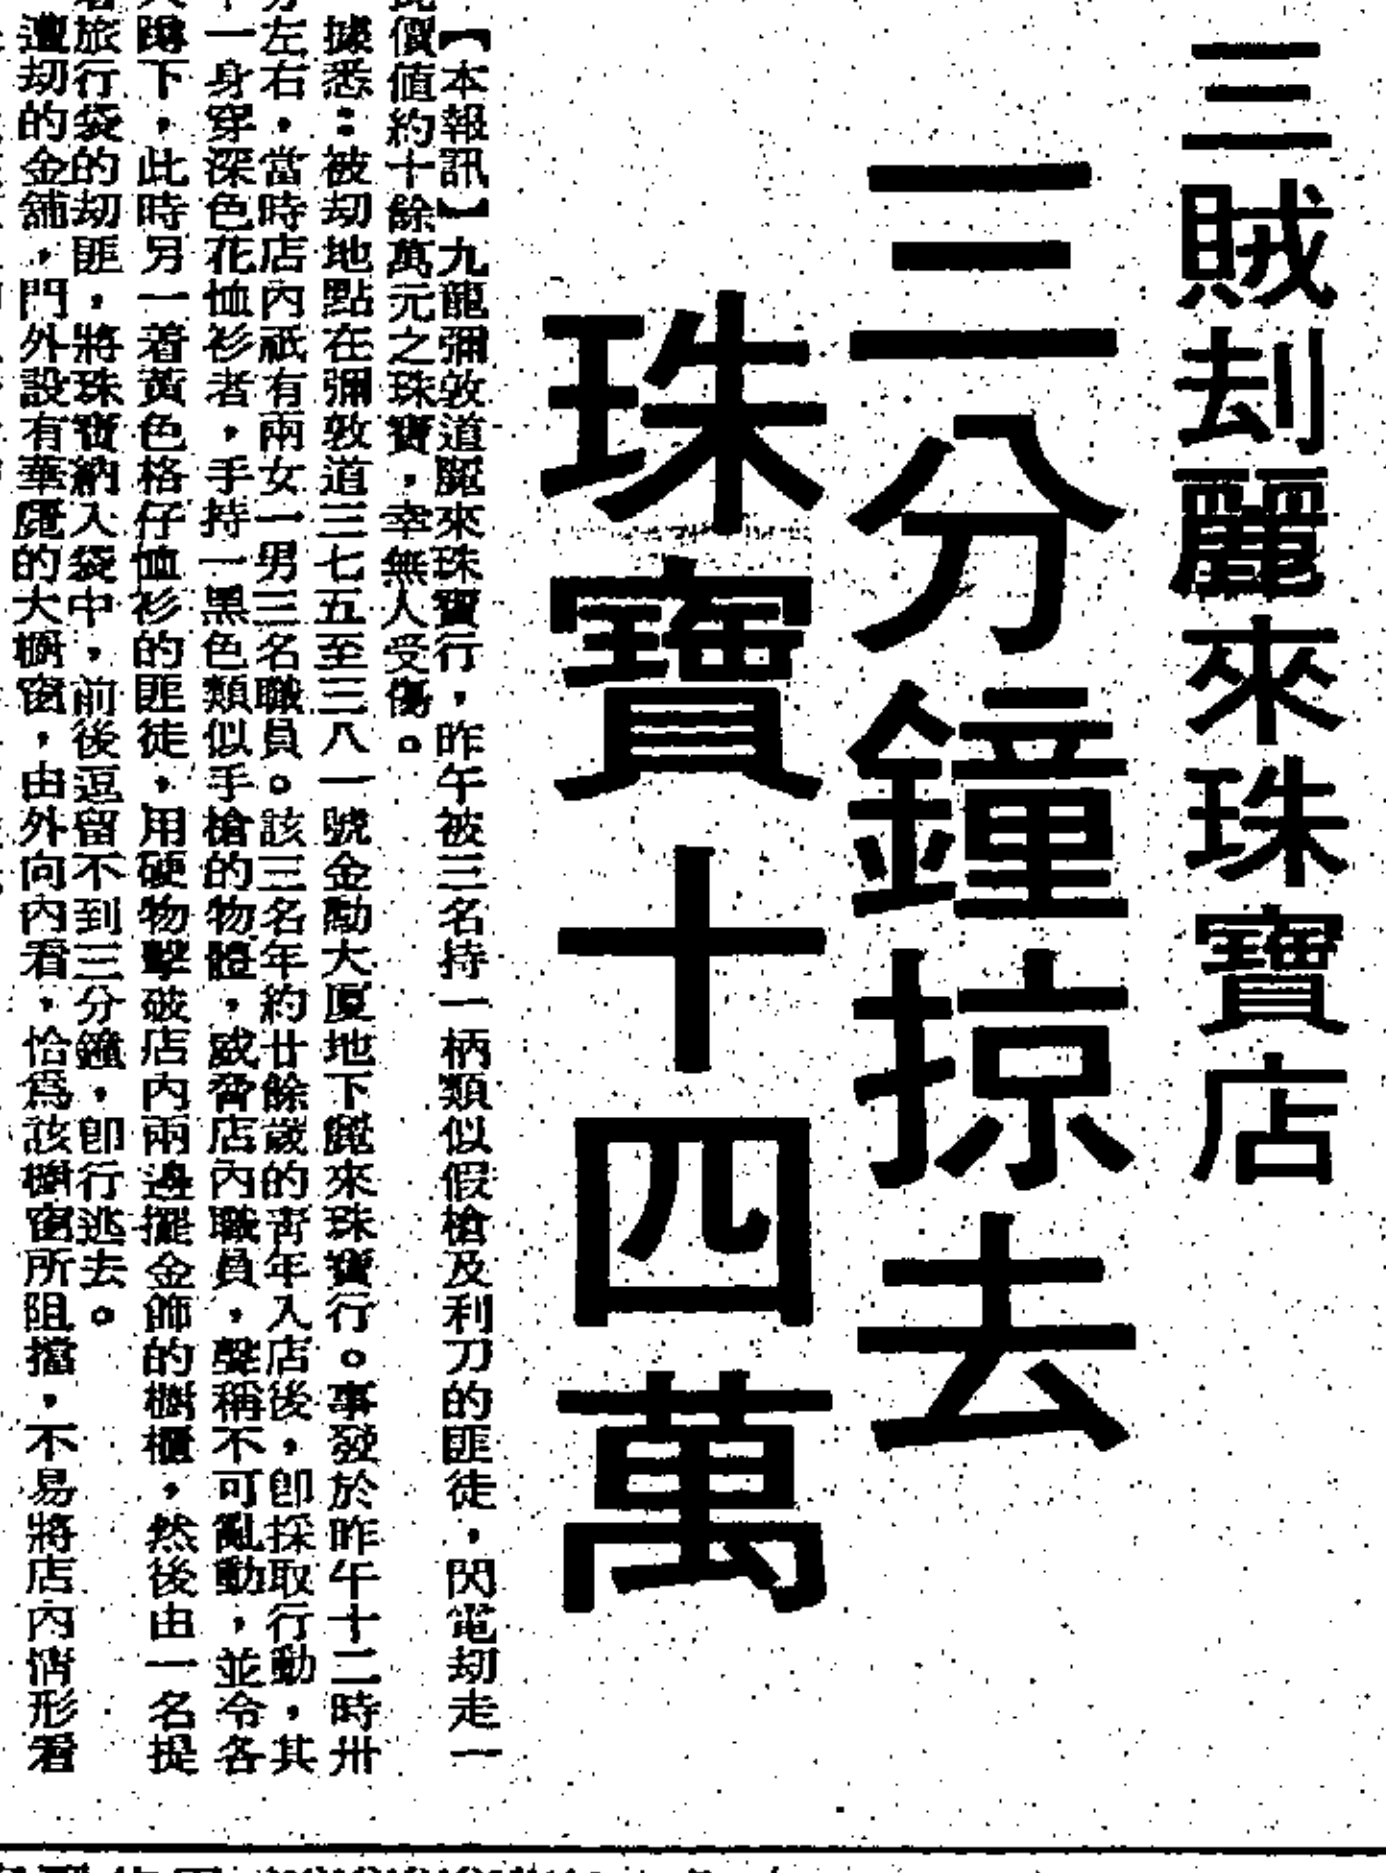 三賊刦麗來珠寶店
三分鐘掠去
珠寶十四萬
【本報訊】九龍彌敦道麗來珠寶行，昨午被三名持一柄類似假槍及利刀的匪徒，閃電刧走一
批價值約十餘萬元之珠寶，幸無人受傷。
據悉：被刧地點在彌敦道三七五至三八一號金勳大厦地下麗來珠寶行。事發於昨午十二時卅
分左右，當時店內祇有兩女一男三名職員。該三名年約廿餘歲的青年入店後，卽採取行動，其
中一身穿深色花恤衫者，手持一黑色類似手槍的物體，威脅店內職員，聲稱不可亂動，並令各
人蹲下，此時另一着黃色格仔恤衫的匪徒，用硬物擊破店內兩邊擺金飾的櫥櫃，然後由一名提
着旅行袋的刧匪，將珠寶納入袋中，前後逗留不到三分鐘，卽行逃去。
遭刧的金舖，門外設有華麗的大櫥窗，由外向內看，恰爲該櫥窗所阻擋，不易將店內情形看